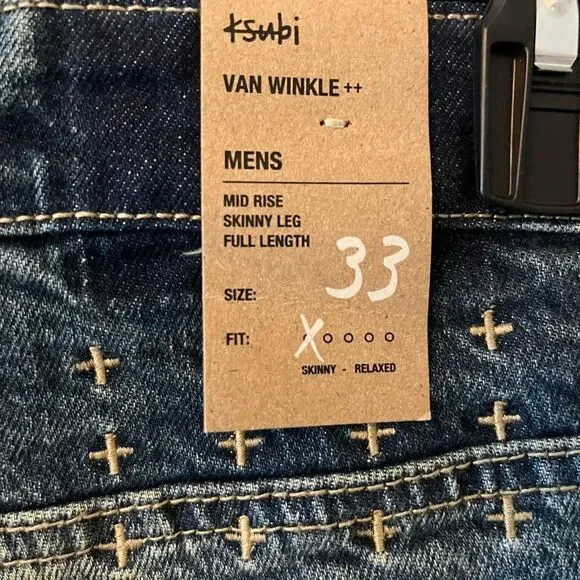 Ksubi
VAN WINKLE ++
MENS
MID RISE
SKINNY LEG
FULL LENGTH
SIZE: 33
FIT: X o o o o
SKINNY - RELAXED